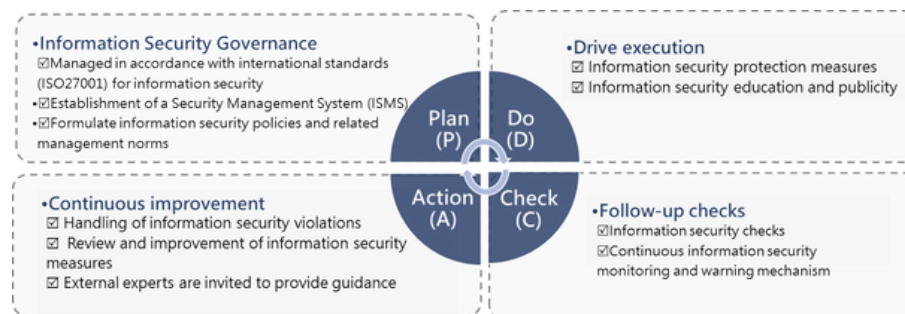 •Information Security Governance
☑Managed in accordance with international standards
(ISO27001) for information security
•☑Establishment of a Security Management System (ISMS)
•☑Formulate information security policies and related
management norms
•Drive execution
☑ Information security protection measures
☑ Information security education and publicity
Plan
(P)
Do
(D)
Action
(A)
Check
(C)
•Continuous improvement
☑ Handling of information security violations
☑ Review and improvement of information security
measures
☑ External experts are invited to provide guidance
•Follow-up checks
☑Information security checks
☑Continuous information security
monitoring and warning mechanism